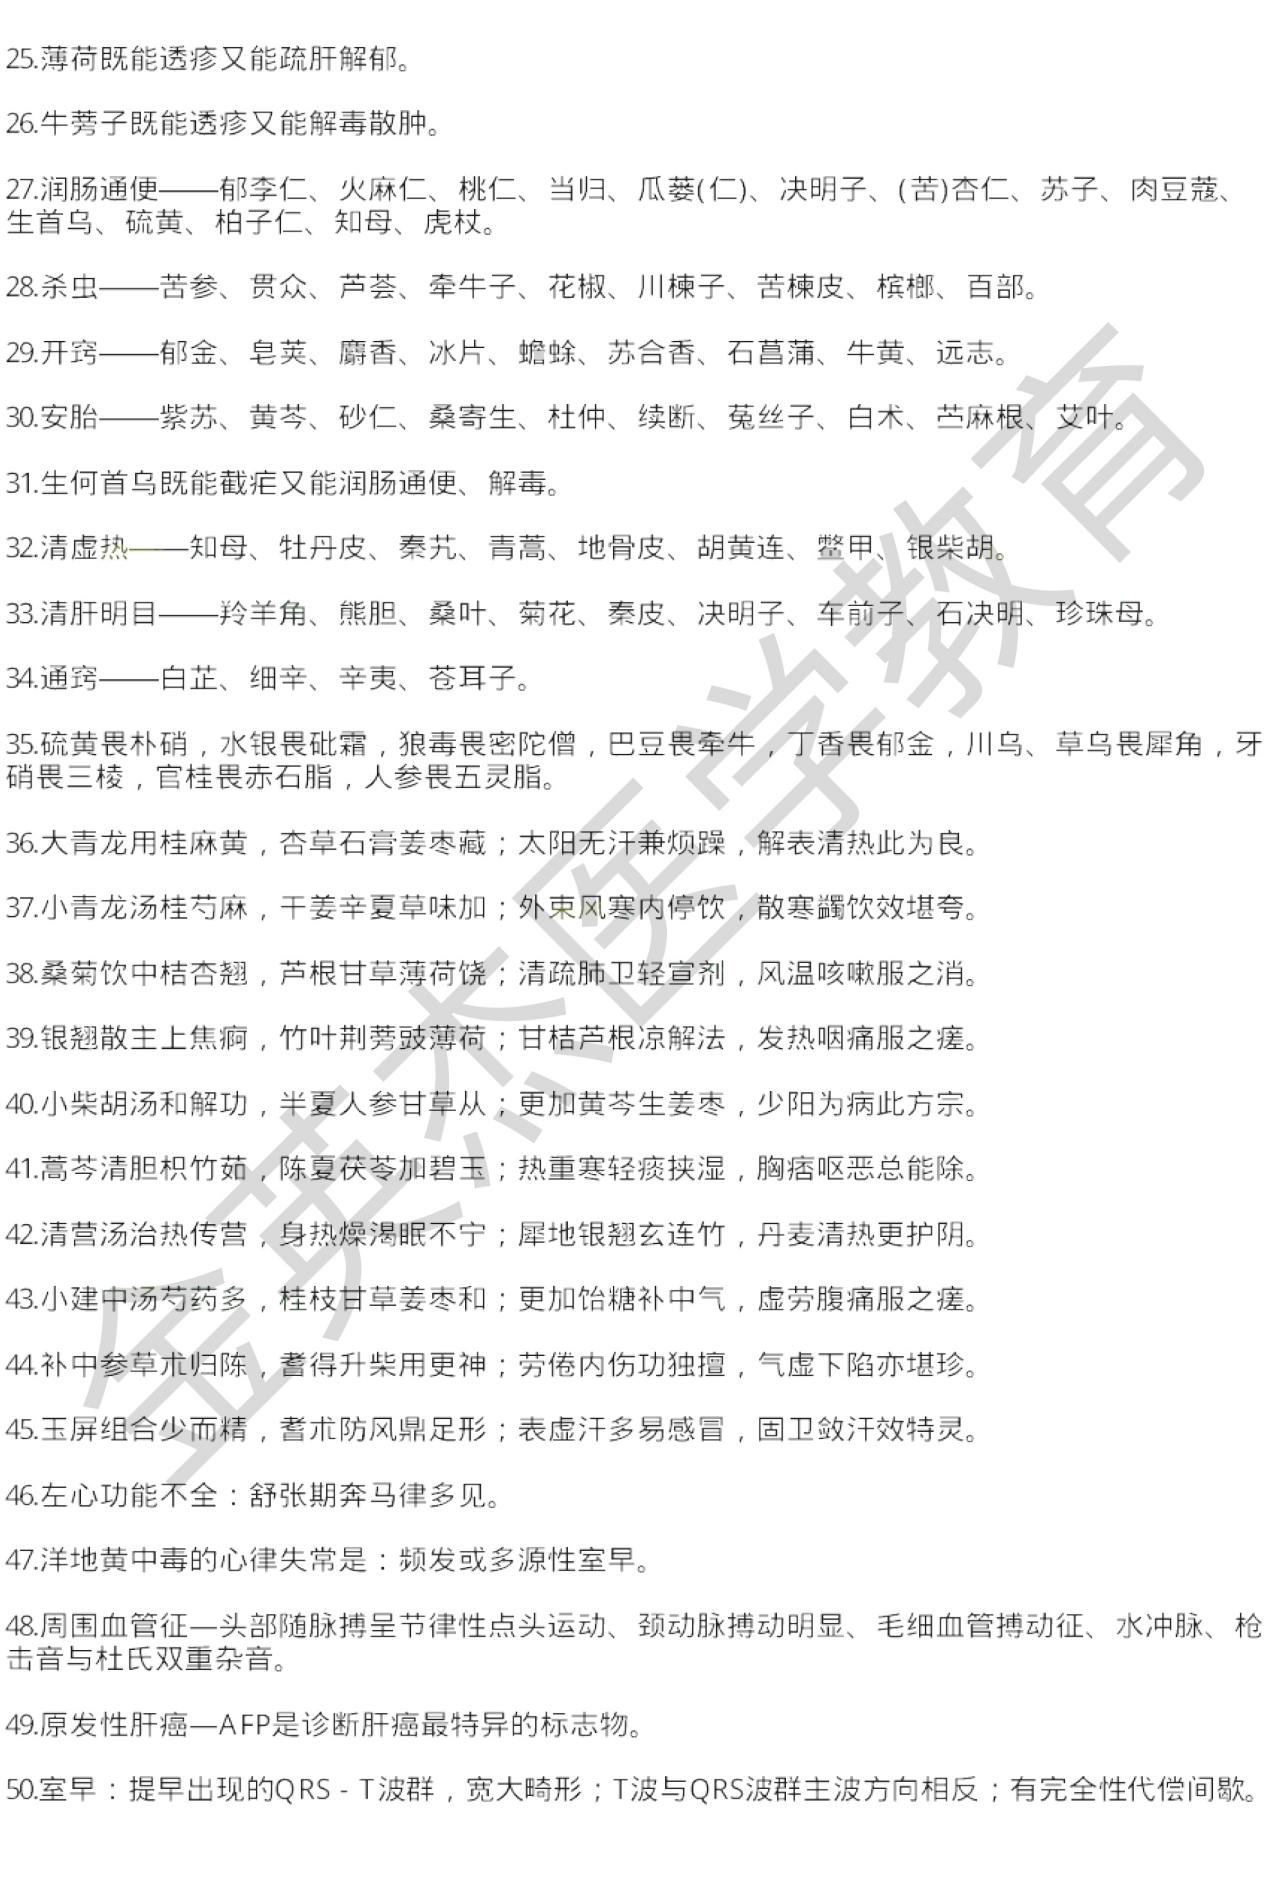 25.薄荷既能透疹又能疏肝解郁。
26.牛蒡子既能透疹又能解毒散肿。
27.润肠通便——郁李仁、火麻仁、桃仁、当归、瓜蒌(仁)、决明子、(苦)杏仁、苏子、肉豆蔻、
生首乌、硫黄、柏子仁、知母、虎杖。
28.杀虫——苦参、贯众、芦荟、牵牛子、花椒、川楝子、苦楝皮、槟榔、百部。
29.开窍——郁金、皂荚、麝香、冰片、蟾蜍、苏合香、石菖蒲、牛黄、远志。
30.安胎——紫苏、黄芩、砂仁、桑寄生、杜仲、续断、菟丝子、白术、苎麻根、艾叶。
31.生何首乌既能截疟又能润肠通便、解毒。
32.清虚热——知母、牡丹皮、秦艽、青蒿、地骨皮、胡黄连、鳖甲、银柴胡。
33.清肝明目——羚羊角、熊胆、桑叶、菊花、秦皮、决明子、车前子、石决明、珍珠母。
34.通窍——白芷、细辛、辛夷、苍耳子。
35.硫黄畏朴硝，水银畏砒霜，狼毒畏密陀僧，巴豆畏牵牛，丁香畏郁金，川乌、草乌畏犀角，牙
硝畏三棱，官桂畏赤石脂，人参畏五灵脂。
36.大青龙用桂麻黄，杏草石膏姜枣藏；太阳无汗兼烦躁，解表清热此为良。
37.小青龙汤桂芍麻，干姜辛夏草味加；外束风寒内停饮，散寒蠲饮效堪夸。
38.桑菊饮中桔杏翘，芦根甘草薄荷饶；清疏肺卫轻宣剂，风温咳嗽服之消。
39.银翘散主上焦疴，竹叶荆蒡豉薄荷；甘桔芦根凉解法，发热咽痛服之瘥。
40.小柴胡汤和解功，半夏人参甘草从；更加黄芩生姜枣，少阳为病此方宗。
41.蒿芩清胆枳竹茹，陈夏茯苓加碧玉；热重寒轻痰挟湿，胸痞呕恶总能除。
42.清营汤治热传营，身热燥渴眠不宁；犀地银翘玄连竹，丹麦清热更护阴。
43.小建中汤芍药多，桂枝甘草姜枣和；更加饴糖补中气，虚劳腹痛服之瘥。
44.补中参草术归陈，耆得升柴用更神；劳倦内伤功独擅，气虚下陷亦堪珍。
45.玉屏组合少而精，耆术防风鼎足形；表虚汗多易感冒，固卫敛汗效特灵。
46.左心功能不全：舒张期奔马律多见。
47.洋地黄中毒的心律失常是：频发或多源性室早。
48.周围血管征—头部随脉搏呈节律性点头运动、颈动脉搏动明显、毛细血管搏动征、水冲脉、枪
击音与杜氏双重杂音。
49.原发性肝癌—AFP是诊断肝癌最特异的标志物。
50.室早：提早出现的QRS - T波群，宽大畸形；T波与QRS波群主波方向相反；有完全性代偿间歇。
金英杰医学教育